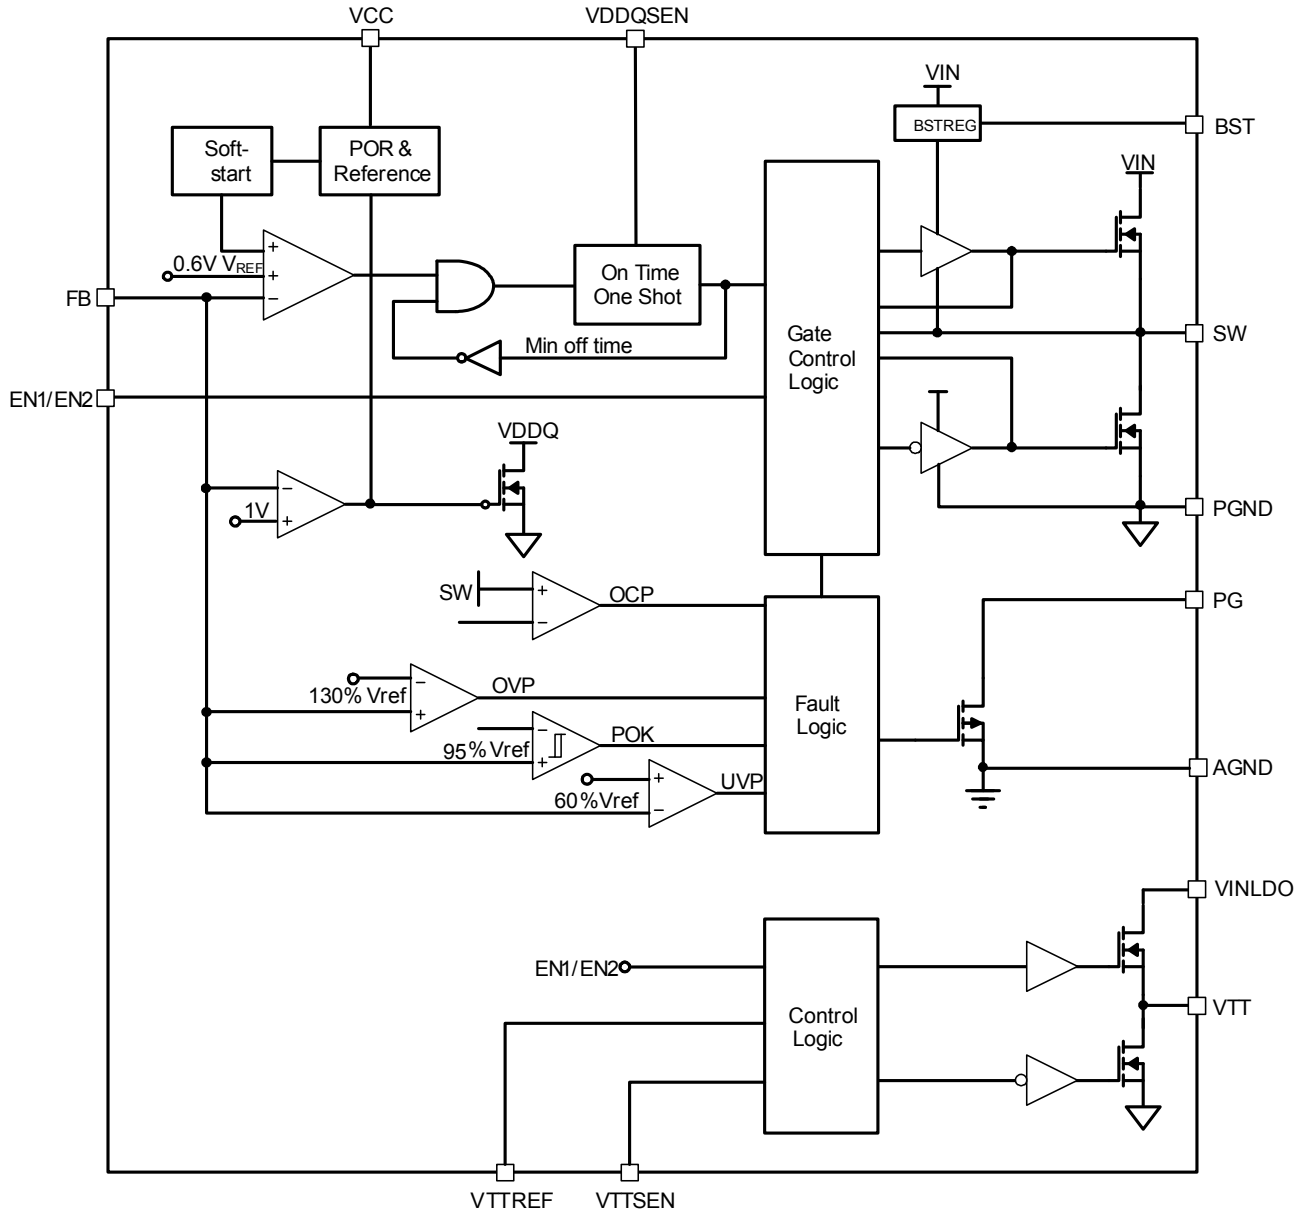 VCC
VDDQSEN
VIN
BSTREG
BST
Soft-
start
POR &
Reference
VIN
+
0.6V VREF
+
−
FB
On Time
One Shot
Min off time
Gate
Control
Logic
SW
EN1/EN2
VDDQ
−
1V
+
PGND
SW
+
−
OCP
PG
−
130% Vref
+
OVP
Fault
Logic
−
95% Vref
+
POK
+
60%Vref
−
UVP
AGND
VINLDO
EN1/EN2
Control
Logic
VTT
VTTREF
VTTSEN